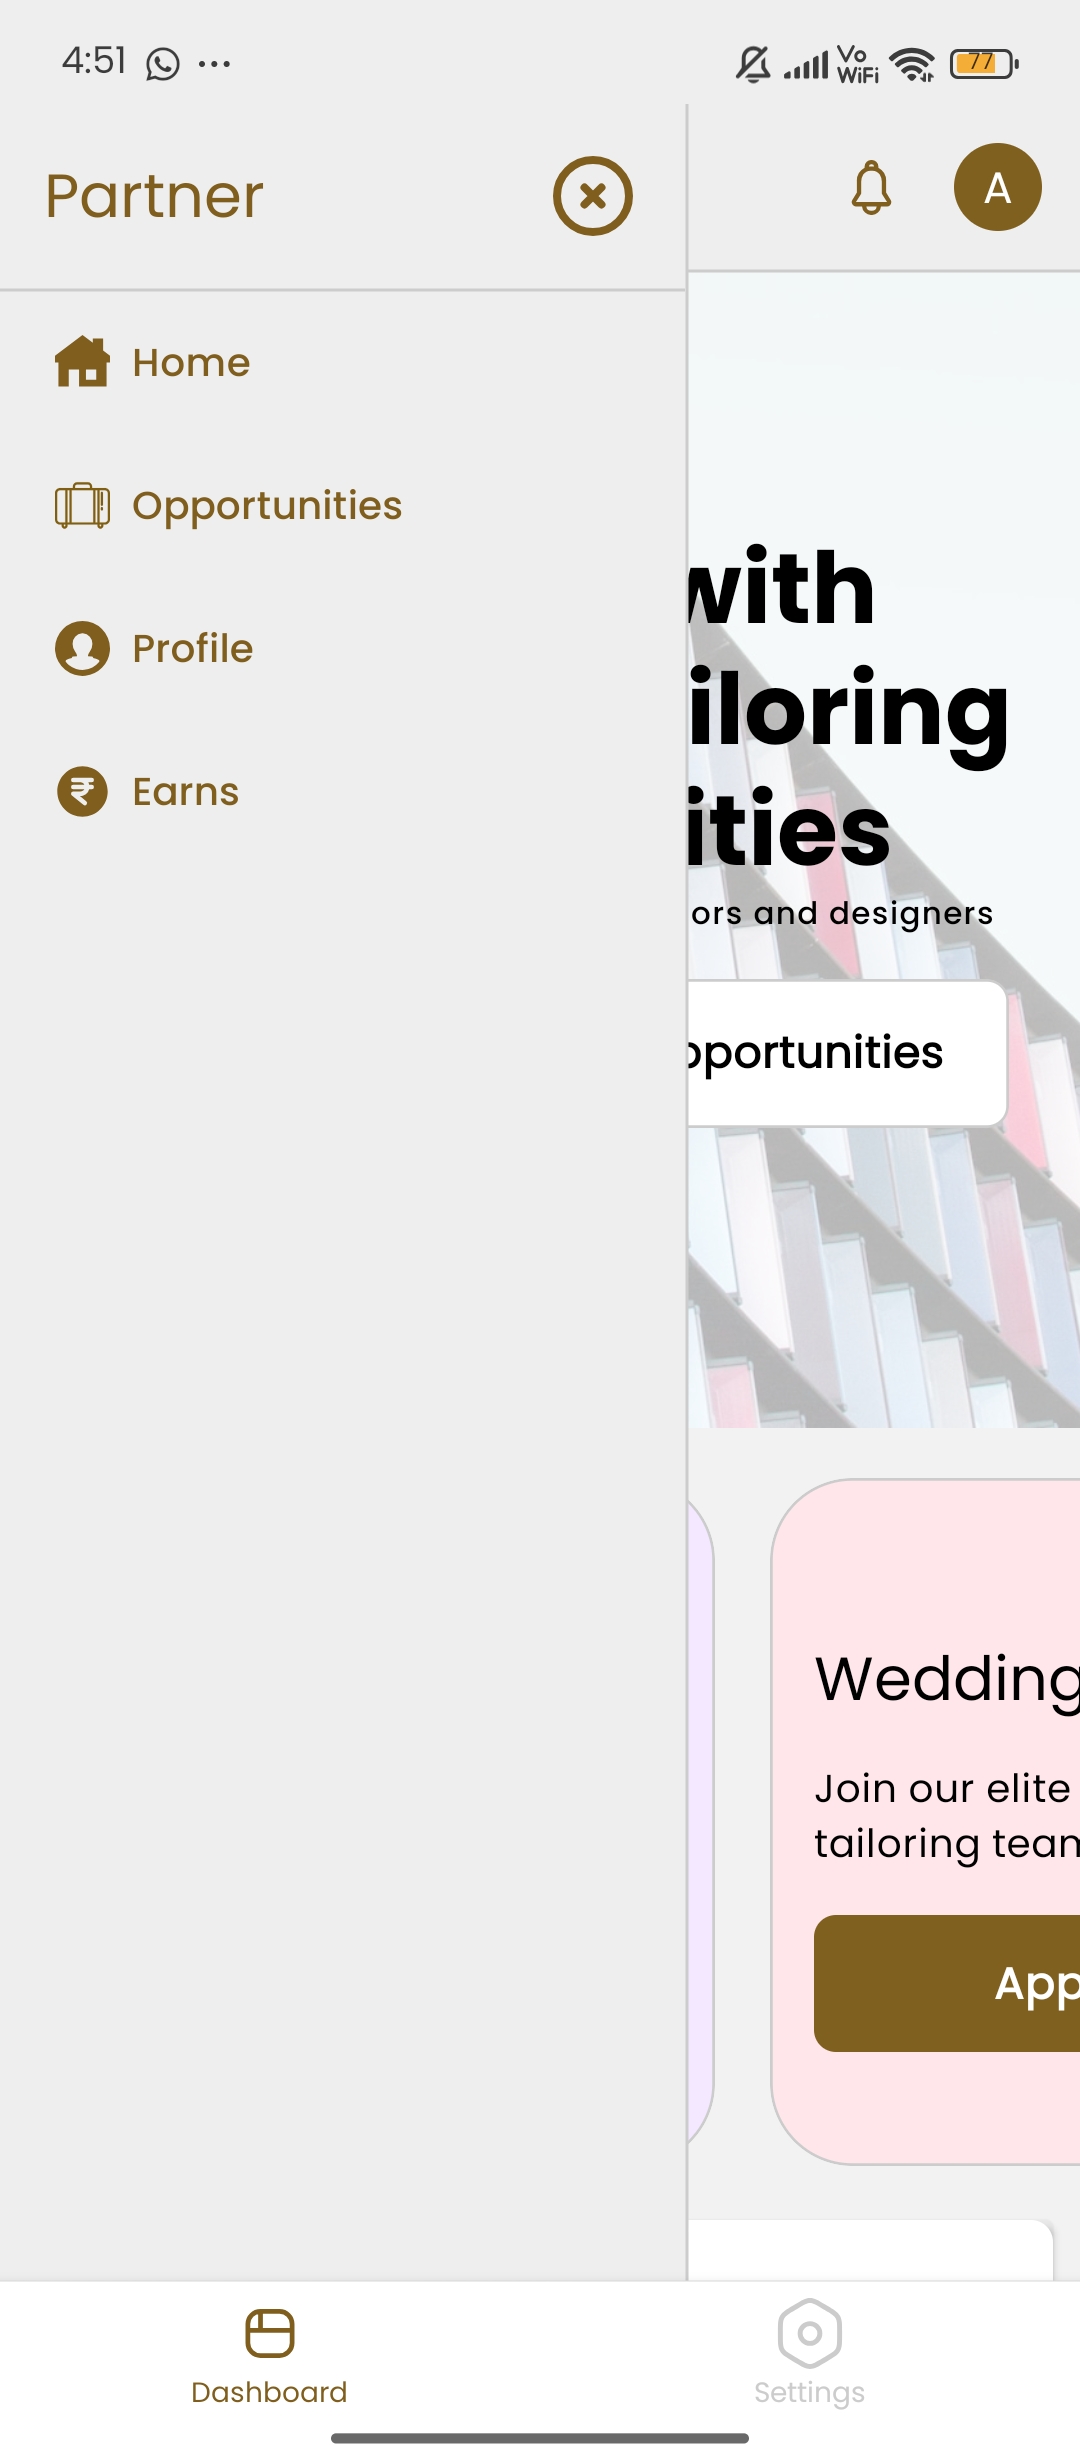 4:51
Vo
WiFi
77
Partner
A
Home
Opportunities
Profile
Earns
with
iloring
ities
ors and designers
pportunities
Wedding
Join our elite
tailoring team
App
Dashboard
Settings